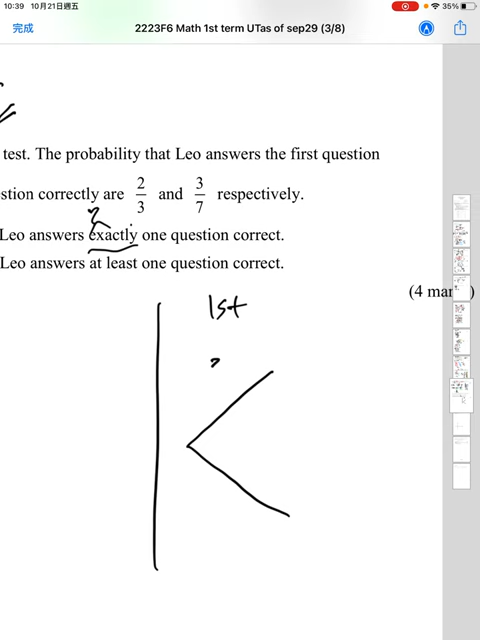 10:39 10月21日週五
35%
完成
2223F6 Math 1st term UTas of sep29 (3/8)
test. The probability that Leo answers the first question
stion correctly are 2/3 and 3/7 respectively.
Leo answers exactly one question correct.
Leo answers at least one question correct.
(4 mar
1st